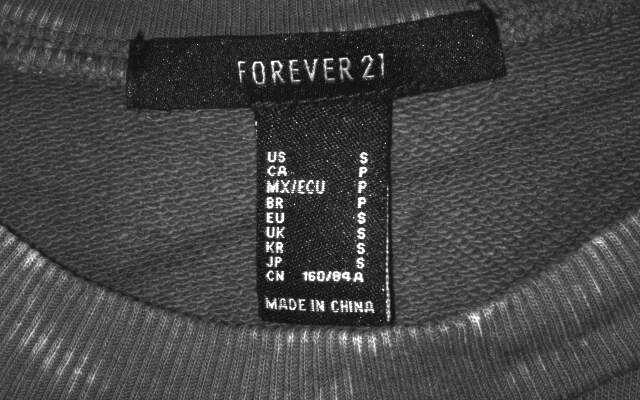 FOREVER 21
US S
CA P
MX/ECU P
BR P
EU S
UK S
KR S
JP S
CN 160/84A
MADE IN CHINA